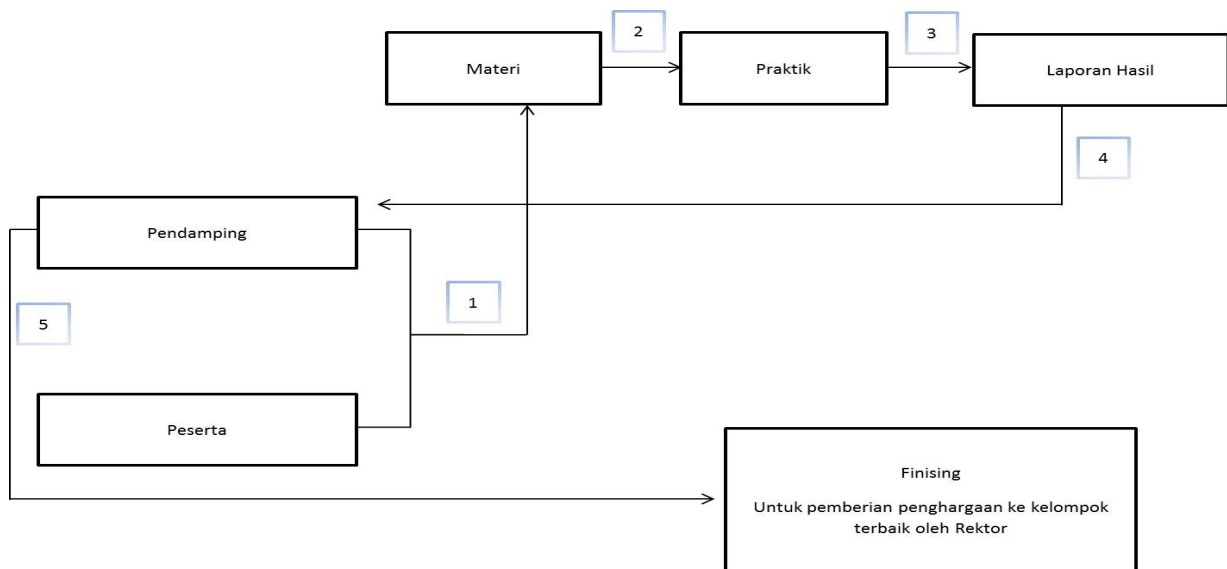 2
3
Materi
Praktik
Laporan Hasil
4
Pendamping
1
5
Peserta
Finising
Untuk pemberian penghargaan ke kelompok
terbaik oleh Rektor